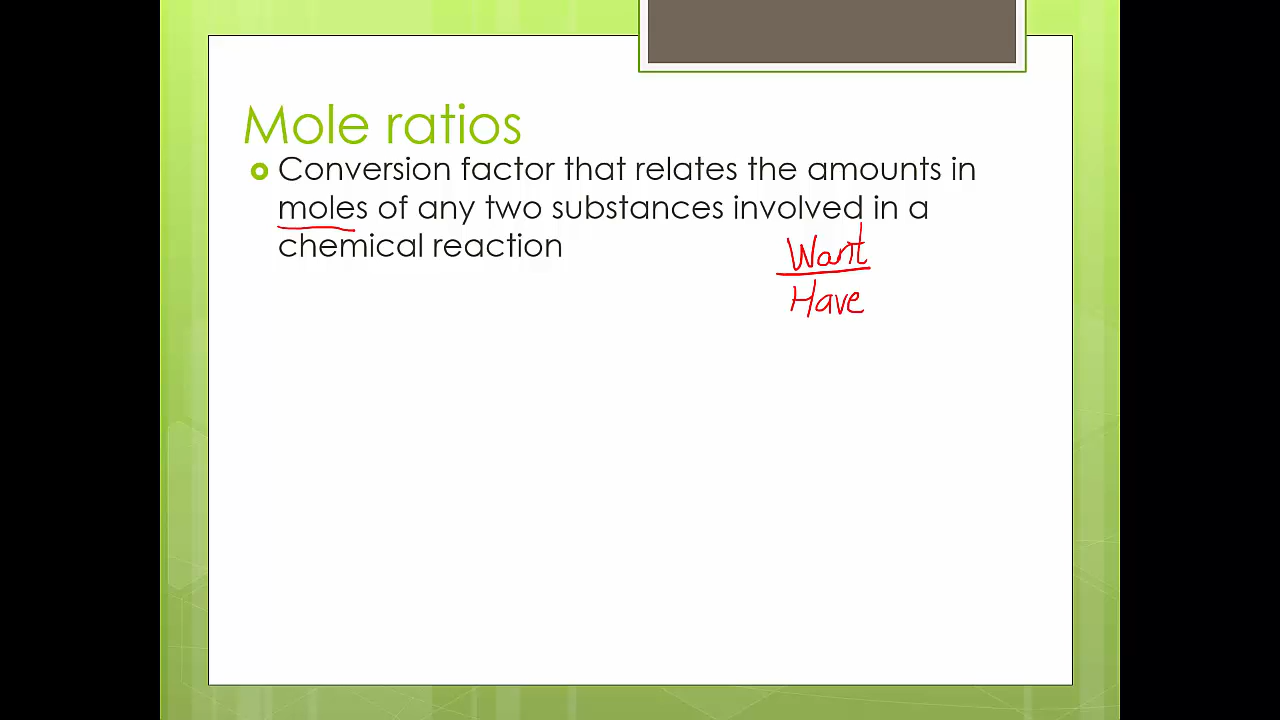 Mole ratios
Conversion factor that relates the amounts in
moles of any two substances involved in a
chemical reaction
Want
Have